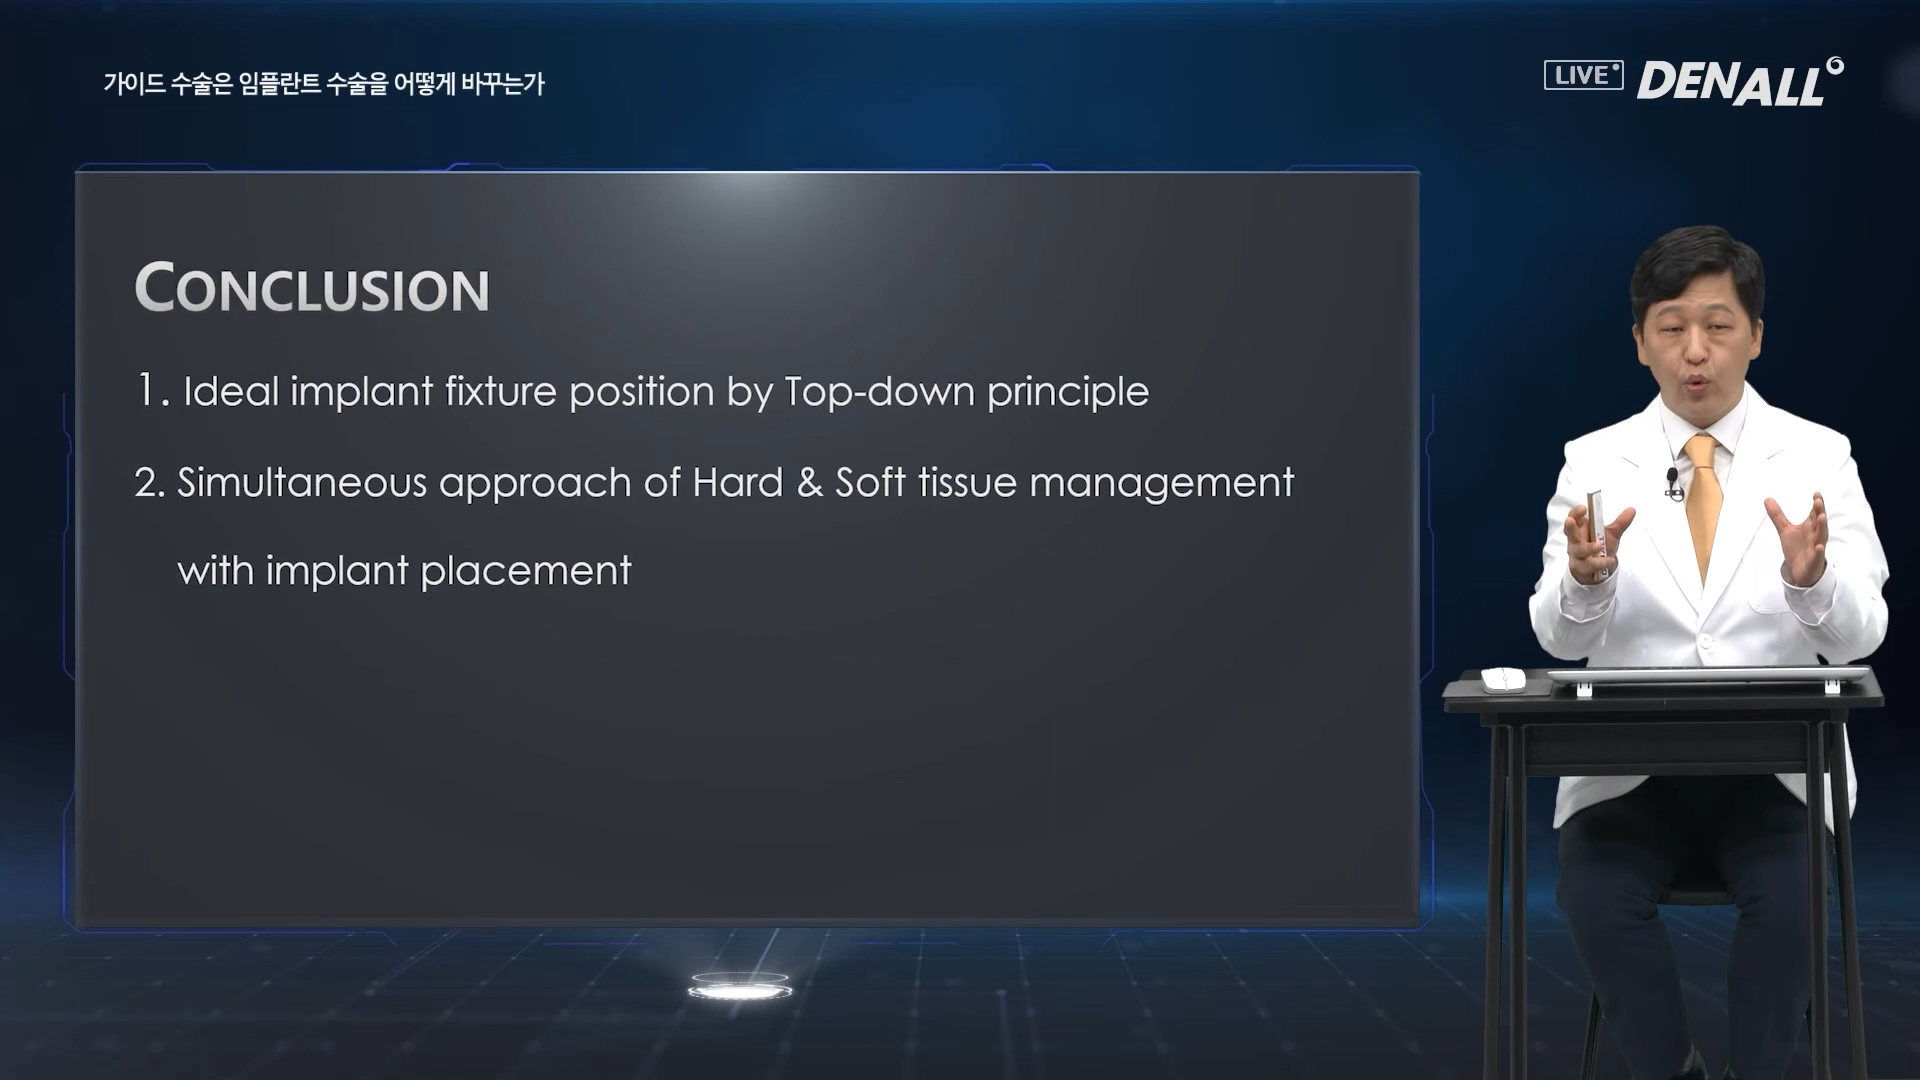 가이드 수술은 임플란트 수술을 어떻게 바꾸는가
LIVE
DENALL
CONCLUSION
1. Ideal implant fixture position by Top-down principle
2. Simultaneous approach of Hard & Soft tissue management
with implant placement